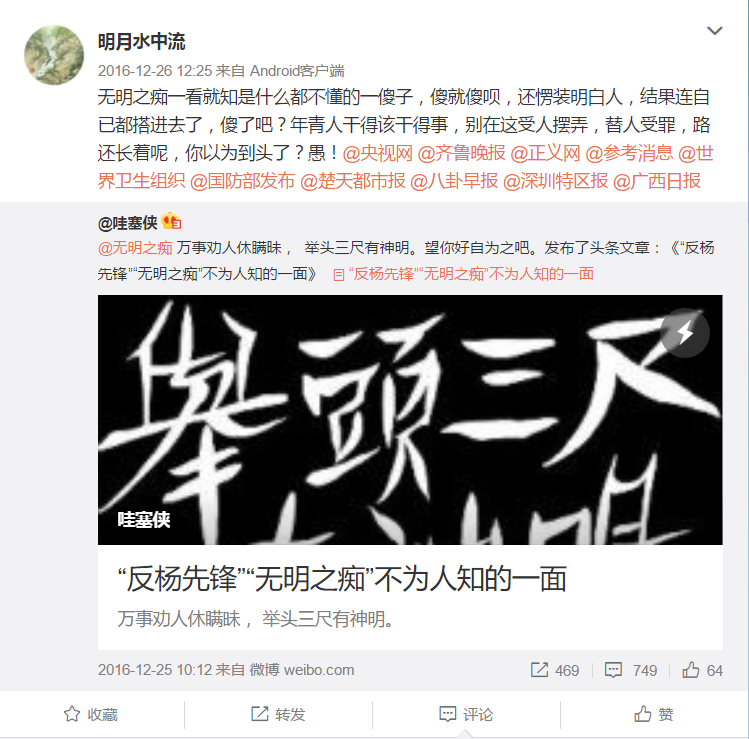 明月水中流
2016-12-26 12:25 来自 Android客户端
无明之痴一看就知是什么都不懂的一傻子，傻就傻呗，还愣装明白人，结果连自
已都搭进去了，傻了吧？年青人干得该干得事，别在这受人摆弄，替人受罪，路
还长着呢，你以为到头了？愚！@央视网 @齐鲁晚报 @正义网 @参考消息 @世
界卫生组织 @国防部发布 @楚天都市报 @八卦早报 @深圳特区报 @广西日报
@哇塞侠
@无明之痴 万事劝人休瞒昧， 举头三尺有神明。望你好自为之吧。发布了头条文章：《“反杨
先锋”“无明之痴”不为人知的一面》 “反杨先锋”“无明之痴”不为人知的一面
舉頭三尺
哇塞侠
“反杨先锋”“无明之痴”不为人知的一面
万事劝人休瞒昧， 举头三尺有神明。
2016-12-25 10:12 来自 微博 weibo.com 469 749 64
收藏 转发 评论 赞